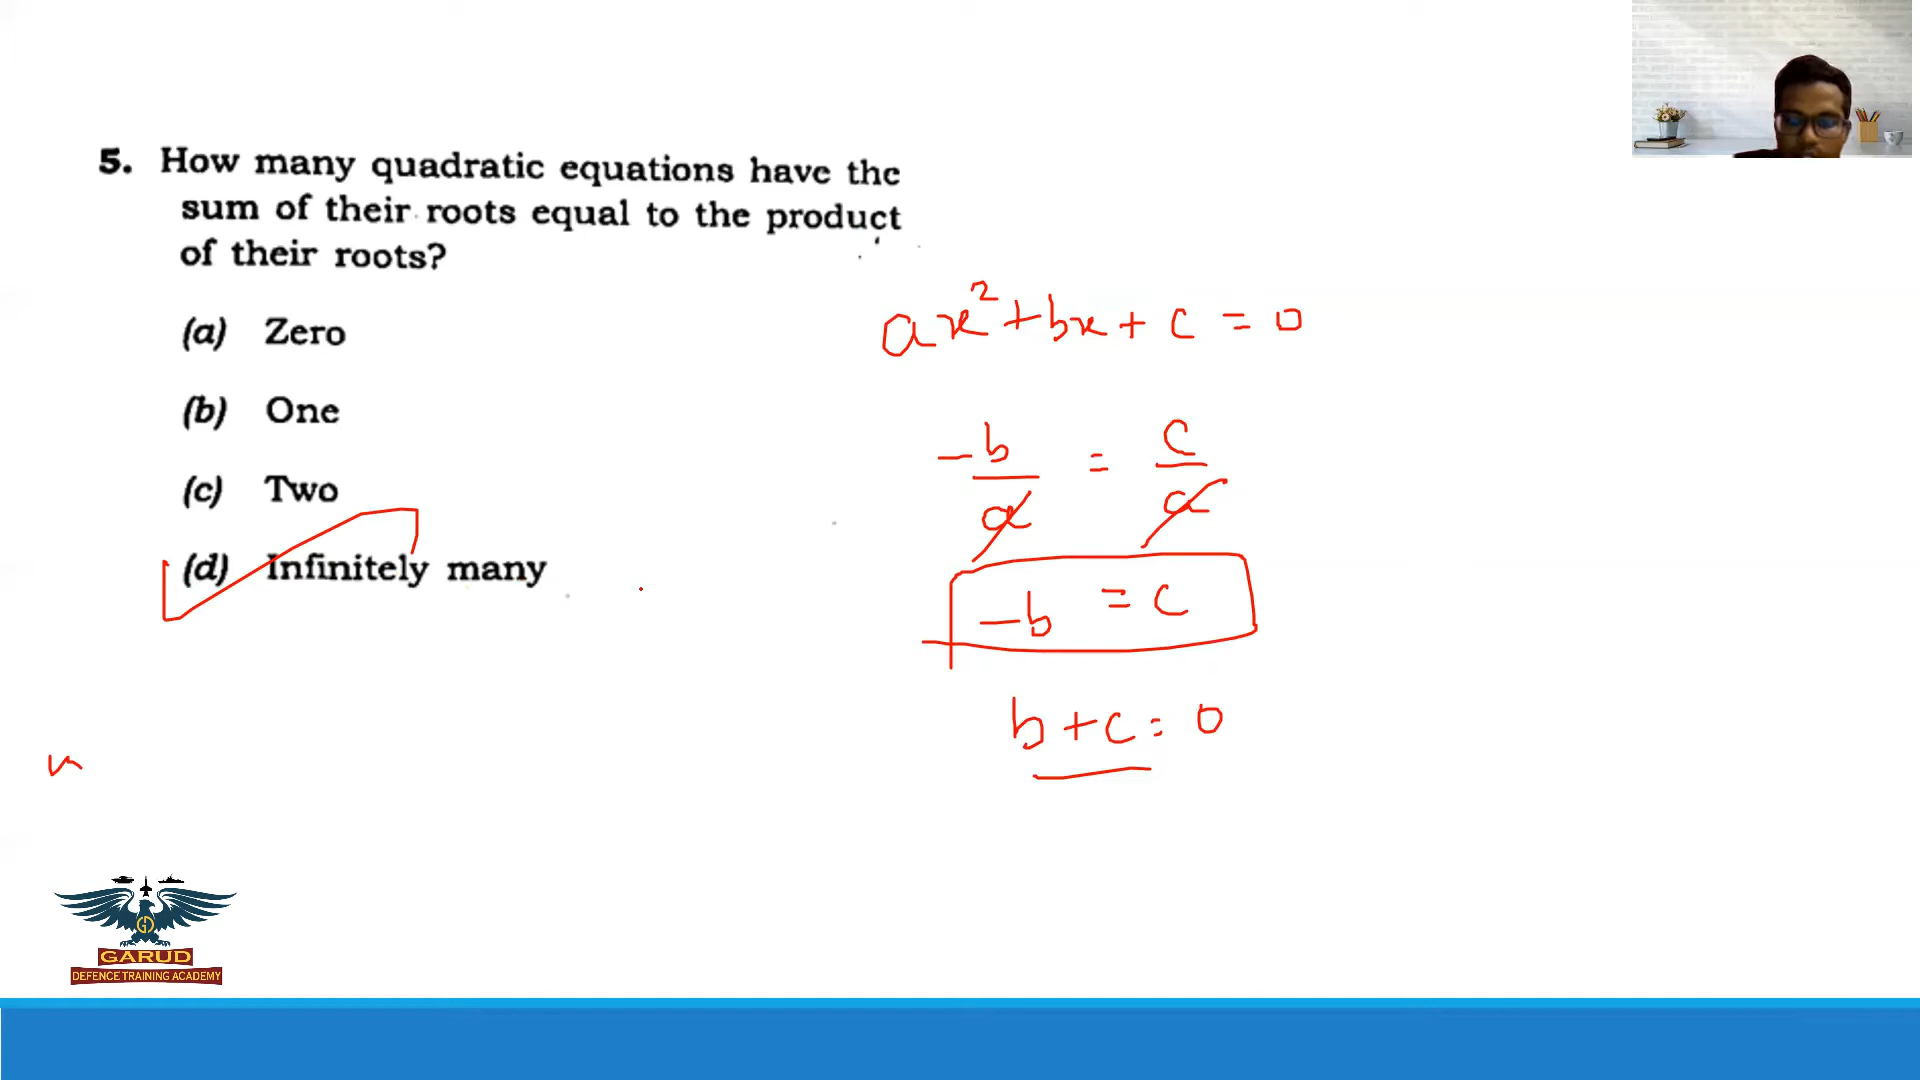 5. How many quadratic equations have the
sum of their roots equal to the product
of their roots?
(a) Zero
(b) One
(c) Two
(d) Infinitely many
ax² + bx + c = 0
-b/a = c/a
-b = c
b + c = 0
GARUD
DEFENCE TRAINING ACADEMY